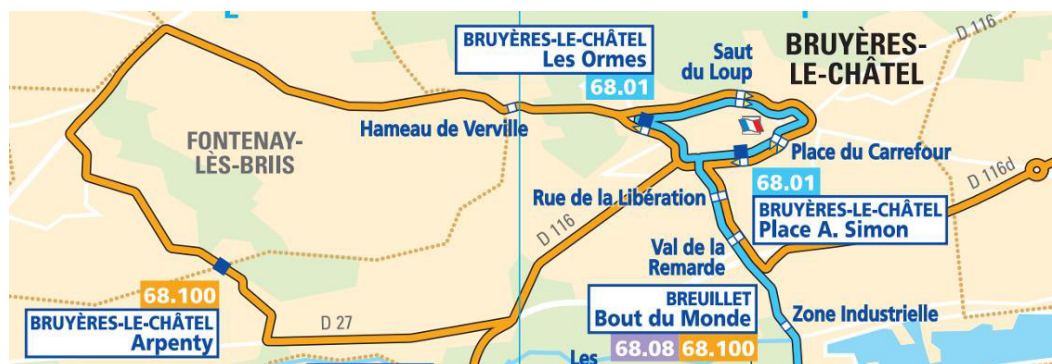 L
BRUYÈRES-LE-CHÂTEL
Les Ormes
68.01
Saut
du Loup
BRUYÈRES-
LE-CHÂTEL
D 116
Hameau de Verville
FONTENAY-
LÈS-BRIIS
Place du Carrefour
68.01
BRUYÈRES-LE-CHÂTEL
Place A. Simon
D 116d
Rue de la Libération
D 116
Val de la
Remarde
68.100
BRUYÈRES-LE-CHÂTEL
Arpenty
D 27
BREUILLET
Bout du Monde
68.08 68.100
Zone Industrielle
Les